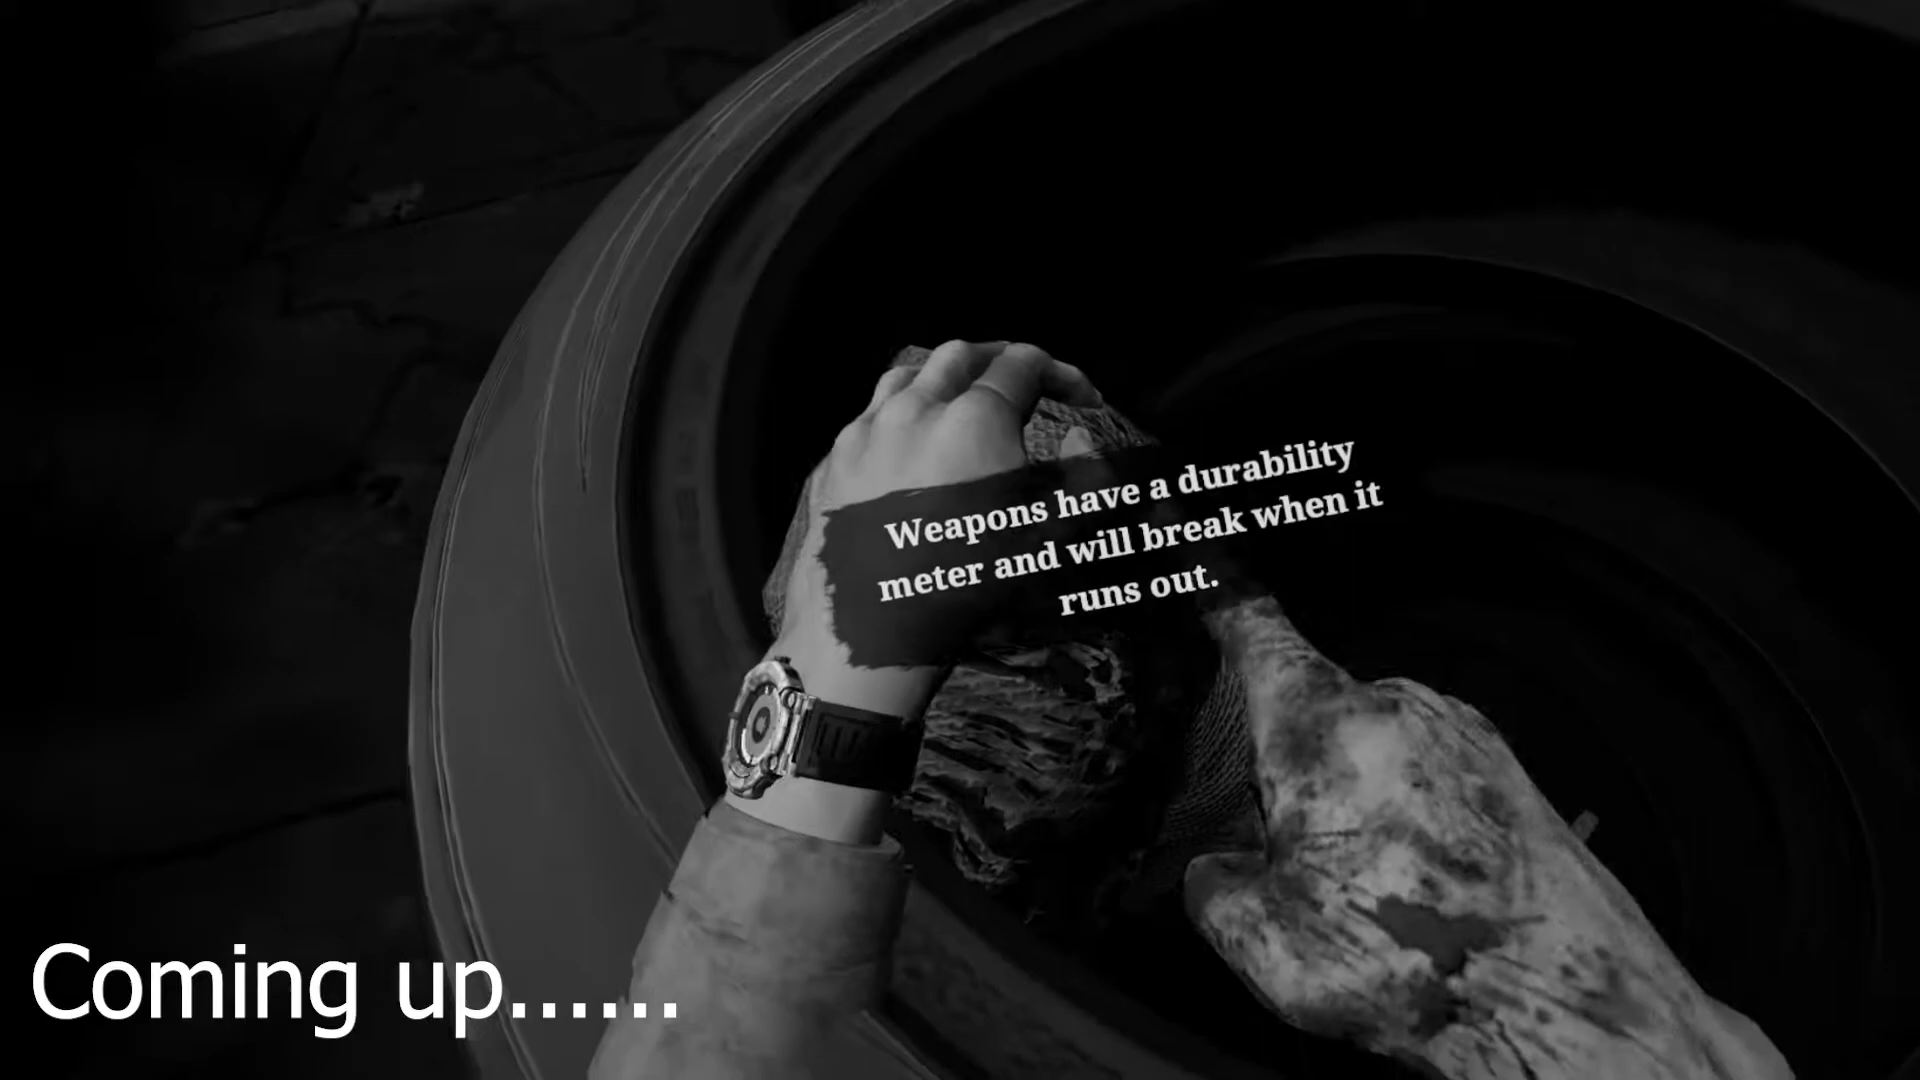 Weapons have a durability
meter and will break when it
runs out.
Coming up......